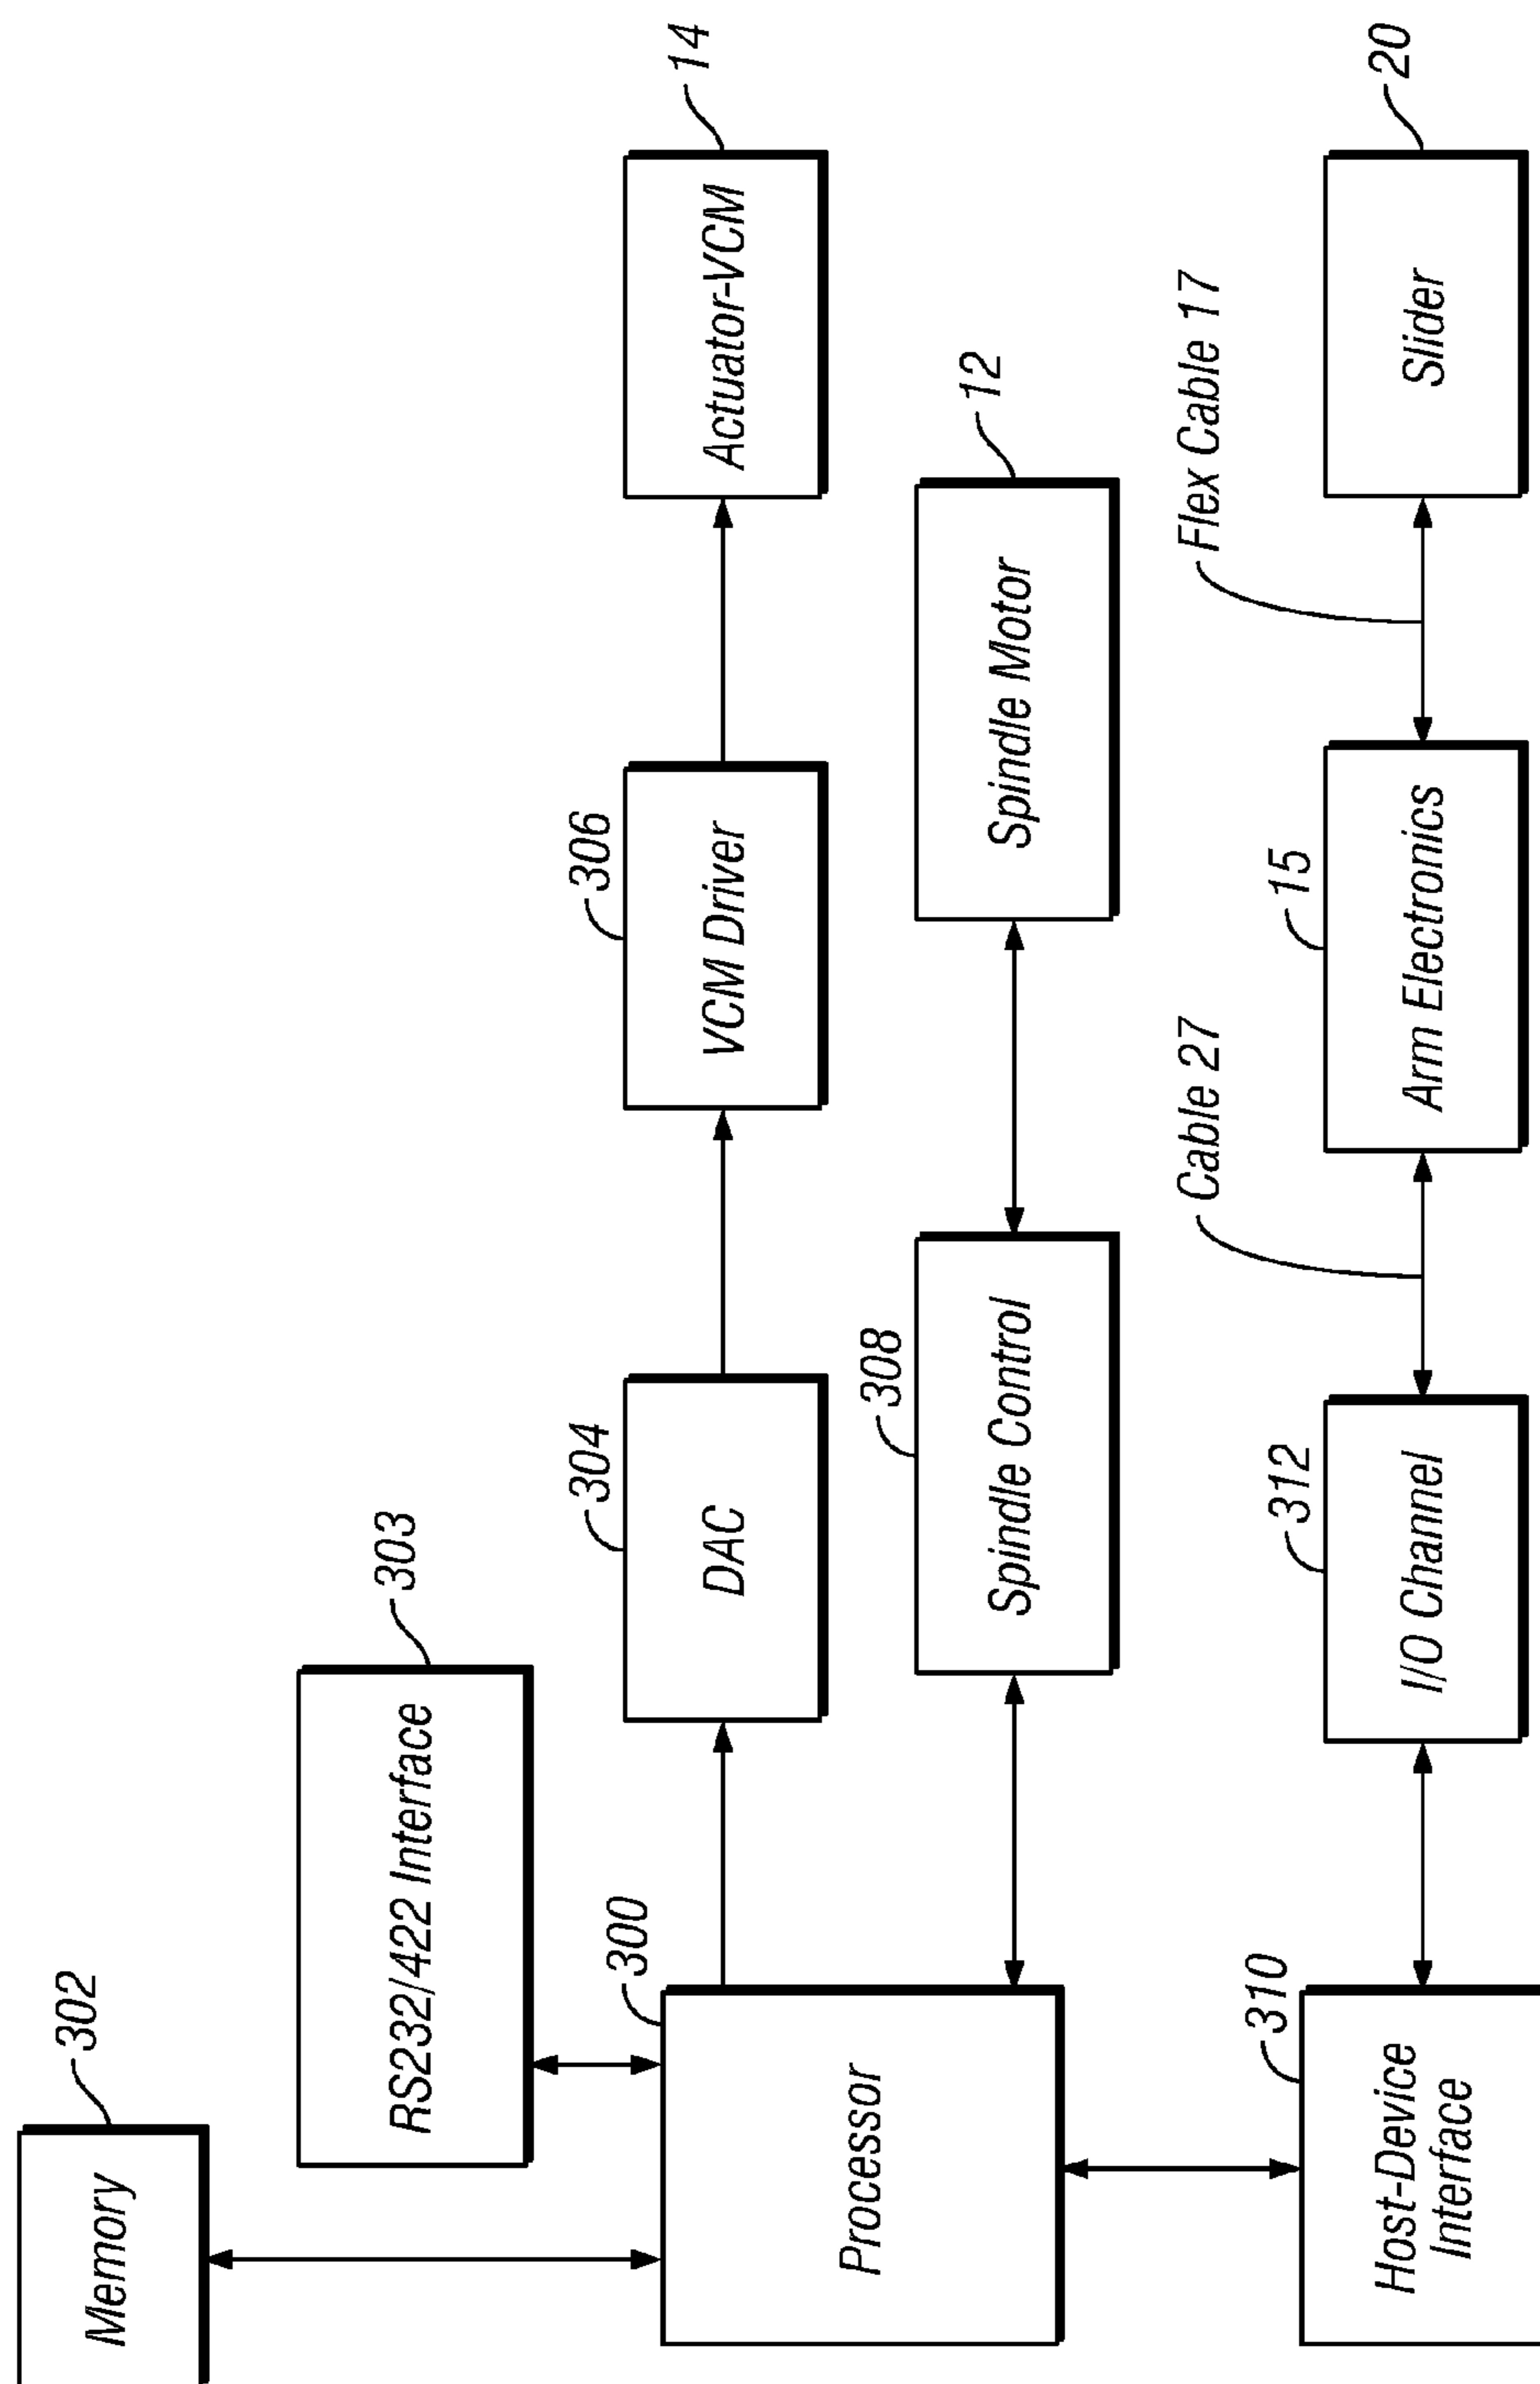 302
Memory
303
RS232/422 Interface
300
Processor
304
DAC
306
VCM Driver
14
Actuator-VCM
308
Spindle Control
12
Spindle Motor
310
Host-Device
Interface
312
I/O Channel
Cable 27
15
Arm Electronics
Flex Cable 17
20
Slider